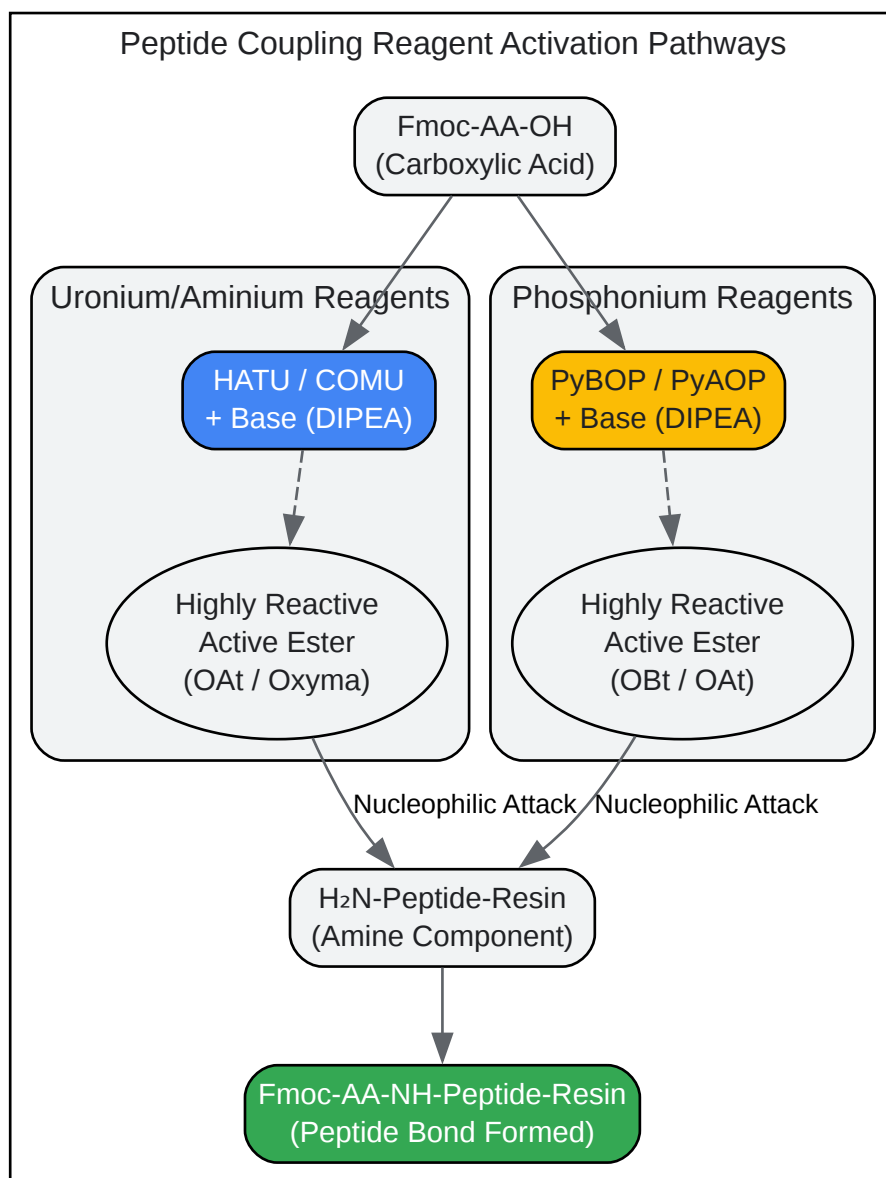 Peptide Coupling Reagent Activation Pathways
Fmoc-AA-OH
(Carboxylic Acid)
Uronium/Aminium Reagents
HATU / COMU
+ Base (DIPEA)
Highly Reactive
Active Ester
(OAt / Oxyma)
Phosphonium Reagents
PyBOP / PyAOP
+ Base (DIPEA)
Highly Reactive
Active Ester
(OBt / OAt)
Nucleophilic Attack
Nucleophilic Attack
H₂N-Peptide-Resin
(Amine Component)
Fmoc-AA-NH-Peptide-Resin
(Peptide Bond Formed)